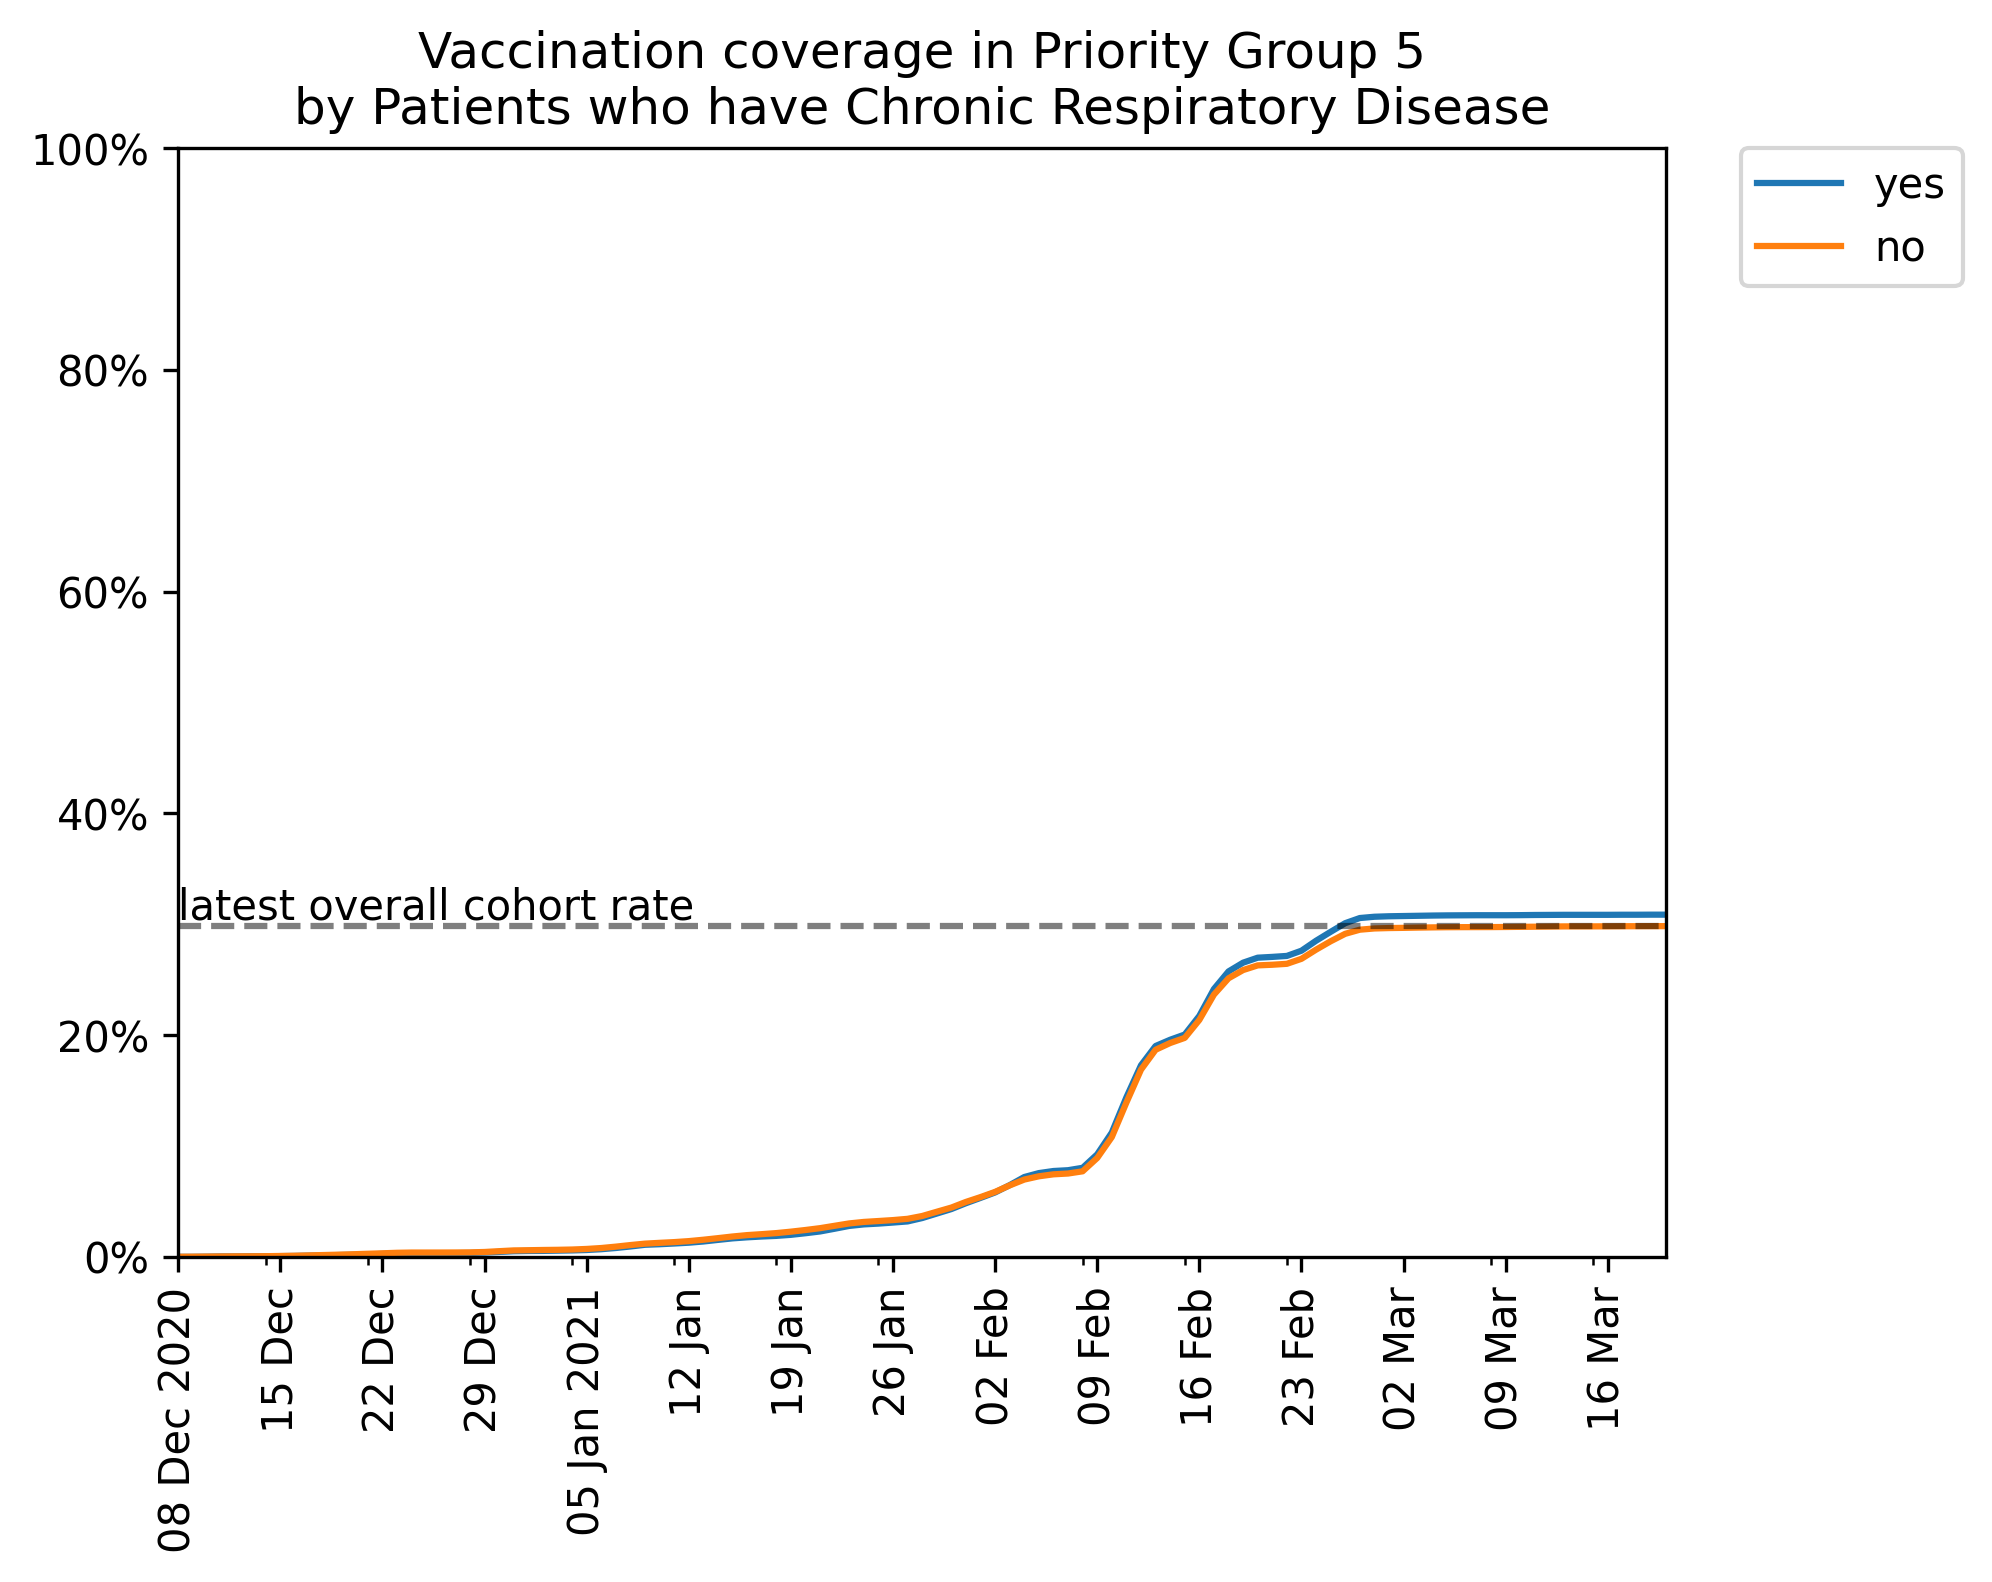 Vaccination coverage in Priority Group 5
by Patients who have Chronic Respiratory Disease
100%
80%
60%
40%
20%
0%
latest overall cohort rate
yes
no
08 Dec 2020
15 Dec
22 Dec
29 Dec
05 Jan 2021
12 Jan
19 Jan
26 Jan
02 Feb
09 Feb
16 Feb
23 Feb
02 Mar
09 Mar
16 Mar